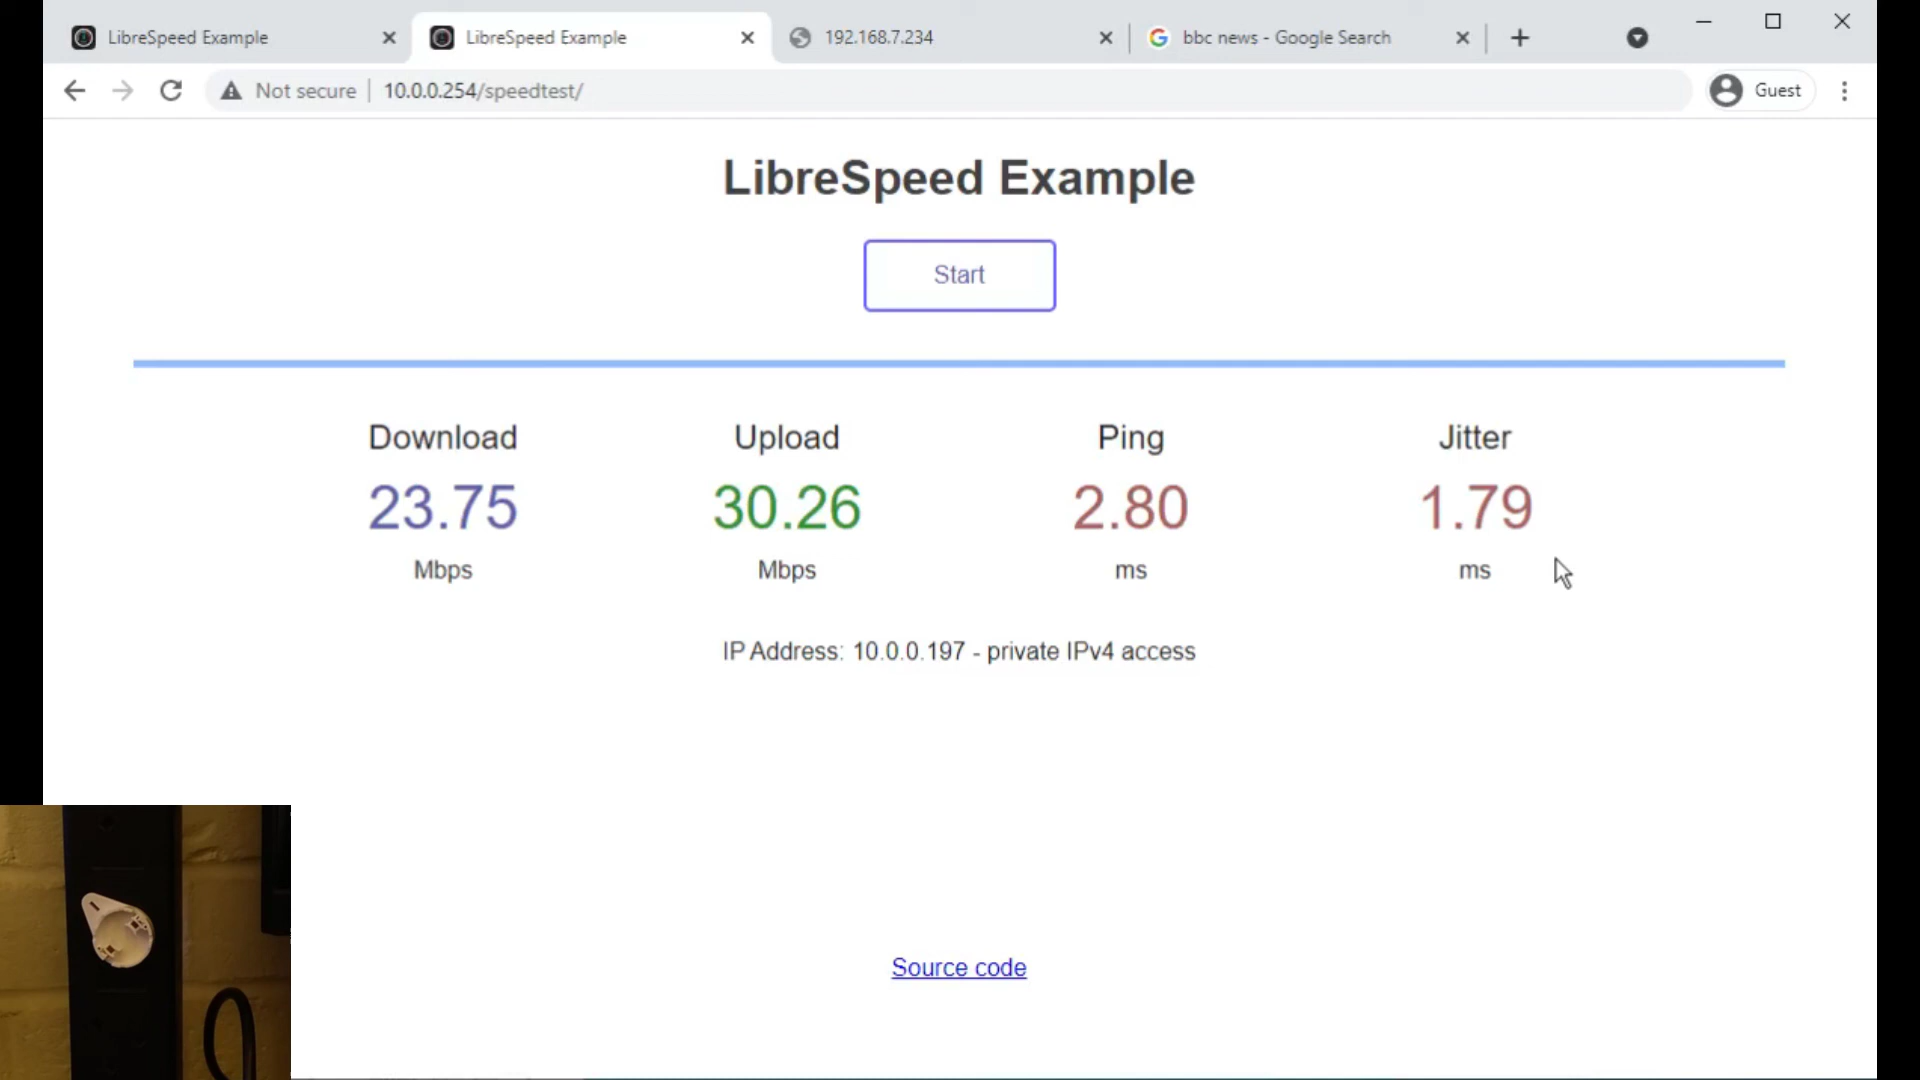 LibreSpeed Example
LibreSpeed Example
192.168.7.234
bbc news - Google Search
Not secure
10.0.0.254/speedtest/
Guest
LibreSpeed Example
Start
Download
Upload
Ping
Jitter
23.75
30.26
2.80
1.79
Mbps
Mbps
ms
ms
IP Address: 10.0.0.197 - private IPv4 access
Source code